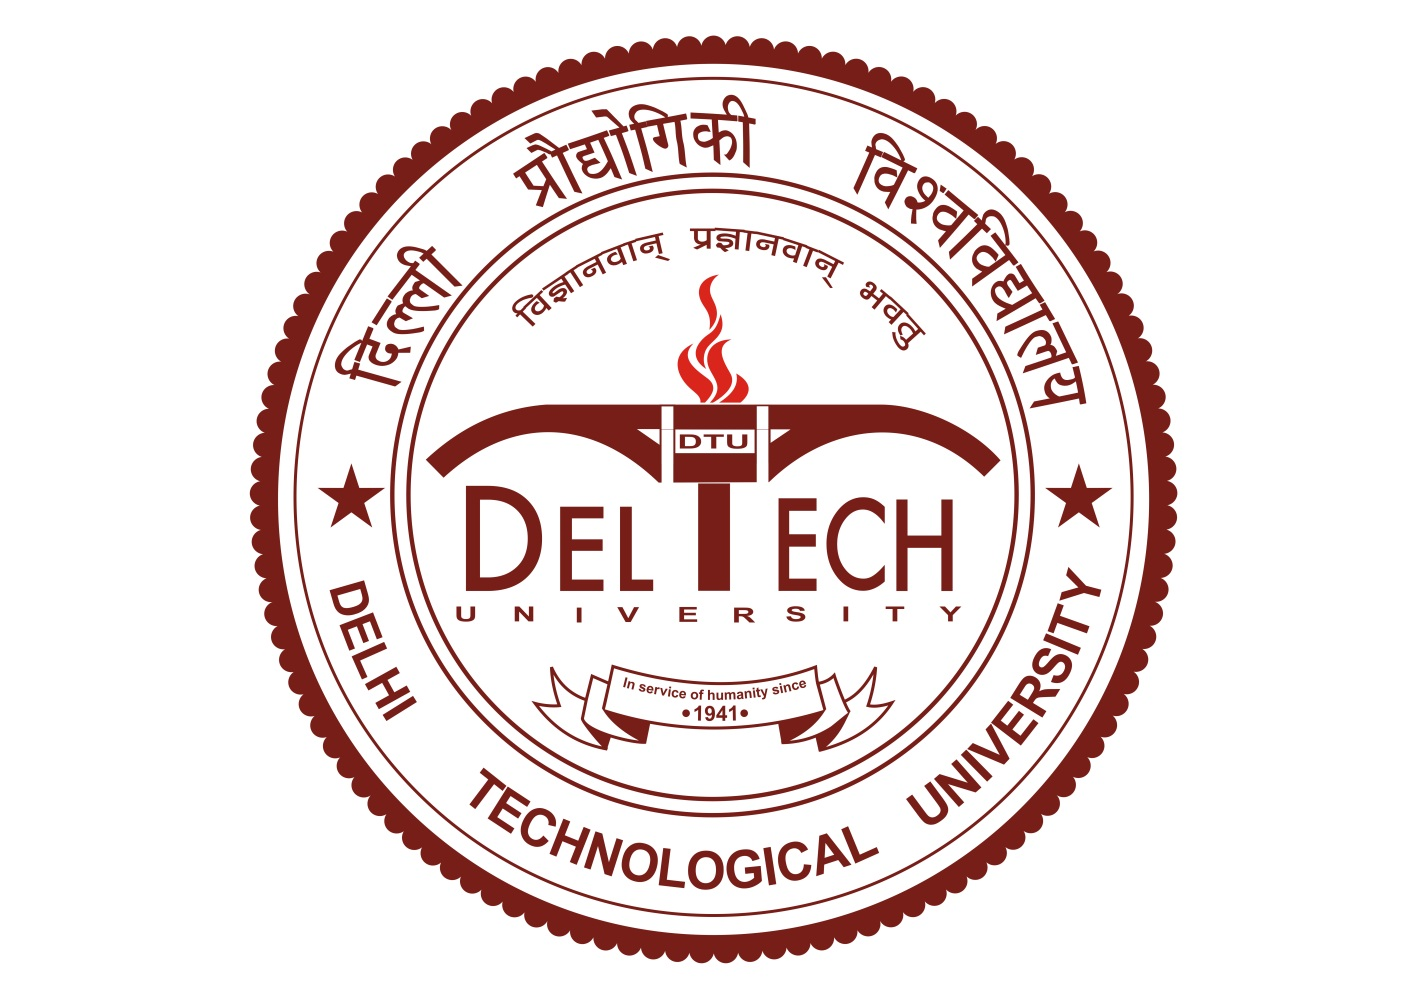 दिल्ली प्रौद्योगिकी विश्वविद्यालय
विज्ञानवान् प्रज्ञानवान् भवतु
DTU
DELTECH
UNIVERSITY
In service of humanity since
•1941•
DELHI TECHNOLOGICAL UNIVERSITY